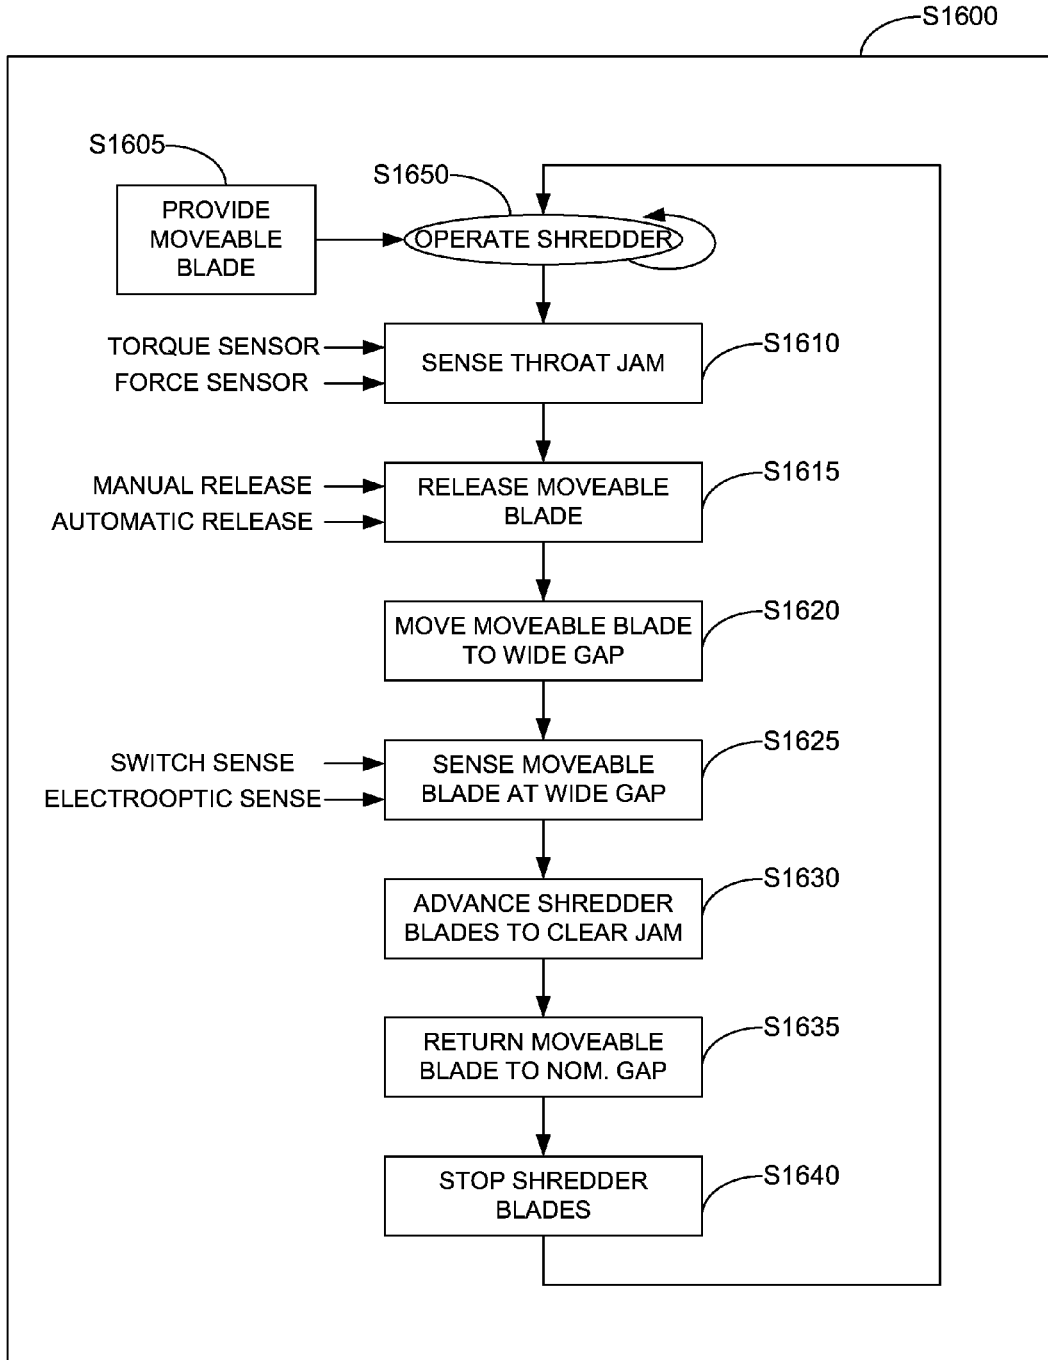 S1600
S1605
PROVIDE
MOVEABLE
BLADE
S1650
OPERATE SHREDDER
TORQUE SENSOR
FORCE SENSOR
SENSE THROAT JAM
S1610
MANUAL RELEASE
AUTOMATIC RELEASE
RELEASE MOVEABLE
BLADE
S1615
MOVE MOVEABLE BLADE
TO WIDE GAP
S1620
SWITCH SENSE
ELECTROOPTIC SENSE
SENSE MOVEABLE
BLADE AT WIDE GAP
S1625
ADVANCE SHREDDER
BLADES TO CLEAR JAM
S1630
RETURN MOVEABLE
BLADE TO NOM. GAP
S1635
STOP SHREDDER
BLADES
S1640